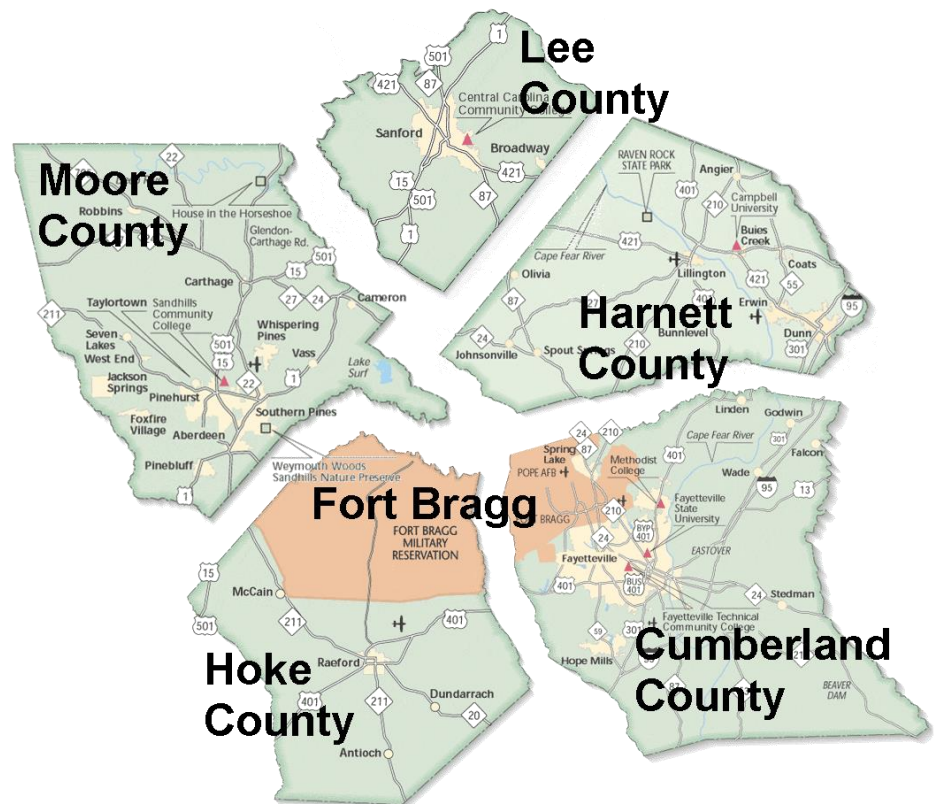 Lee
County
1
501
421
87
Central Carolina
Community College
Sanford
Broadway
421
15
501
87
1
Moore
County
22
Robbins
House in the Horseshoe
Glendon-
Carthage Rd.
501
15
Carthage
27
24
Cameron
211
Taylortown
Sandhills
Community
College
Seven
Lakes
West End
Whispering
Pines
501
15
Vass
22
1
Lake
Surf
Jackson
Springs
Pinehurst
Southern Pines
Foxfire
Village
Aberdeen
Pinebluff
Weymouth Woods
Sandhills Nature Preserve
1
Harnett
County
RAVEN ROCK
STATE PARK
Angier
401
210
Campbell
University
Buies
Creek
Cape Fear River
421
Lillington
Coats
Olivia
421
55
87
27
401
Erwin
95
24
Bunnlevel
Dunn
Johnsonville
Spout Springs
210
301
Fort Bragg
FORT BRAGG
MILITARY
RESERVATION
15
501
McCain
211
401
Raeford
Hoke
County
401
211
Dundarrach
20
Antioch
Linden
Godwin
24
87
210
Spring
Lake
Cape Fear River
301
Falcon
POPE AFB
Methodist
College
Wade
95
13
Fayetteville
State
University
210
BRAGG
BYP
401
24
Fayetteville
EASTOVER
401
BUS
401
24
Stedman
Fayetteville Technical
Community College
59
301
Hope Mills
Cumberland
County
87
BEAVER
DAM